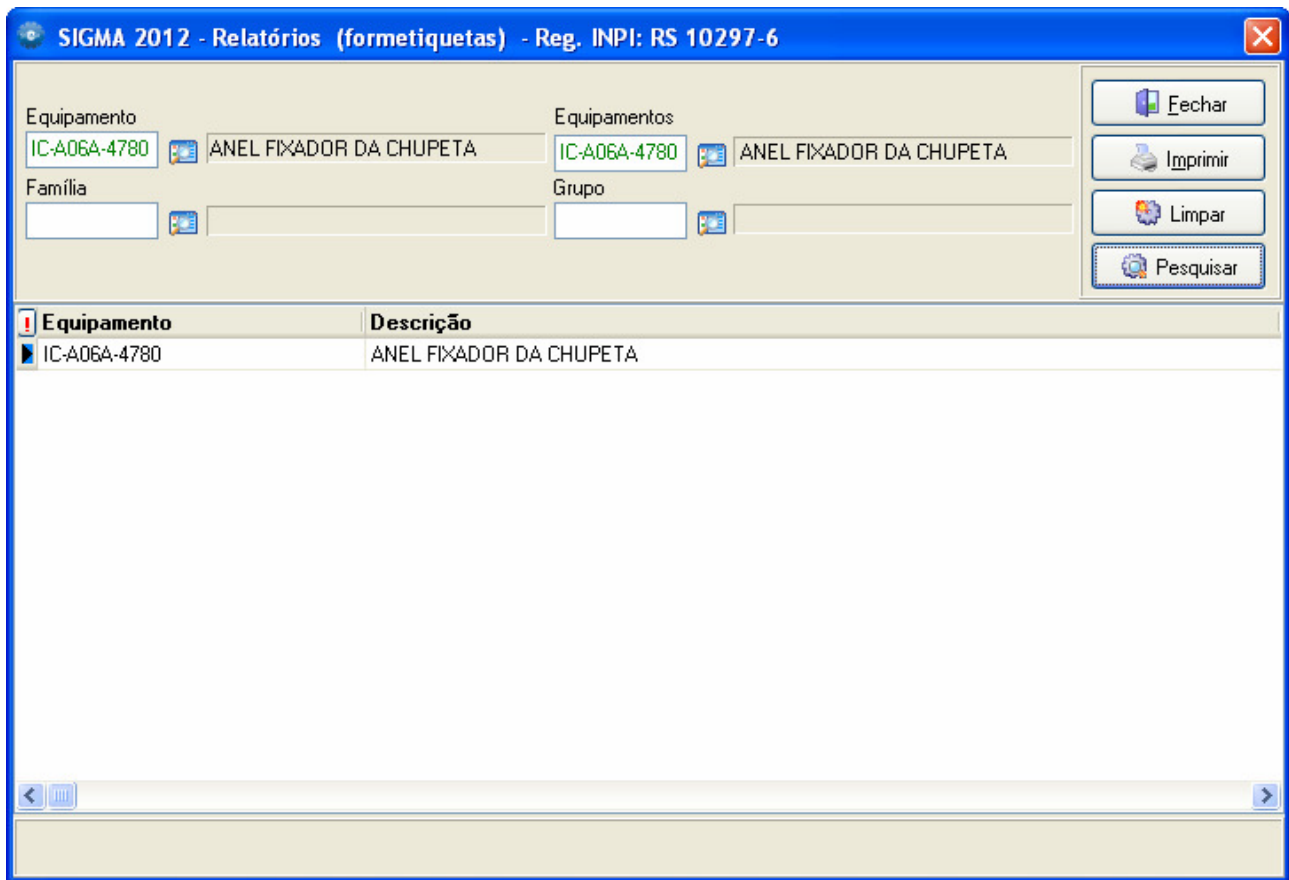 SIGMA 2012 - Relatórios (formetiquetas) - Reg. INPI: RS 10297-6
Equipamento
IC-A06A-4780 ANEL FIXADOR DA CHUPETA
Equipamentos
IC-A06A-4780 ANEL FIXADOR DA CHUPETA
Família
Grupo
Fechar
Imprimir
Limpar
Pesquisar
! Equipamento Descrição
IC-A06A-4780 ANEL FIXADOR DA CHUPETA